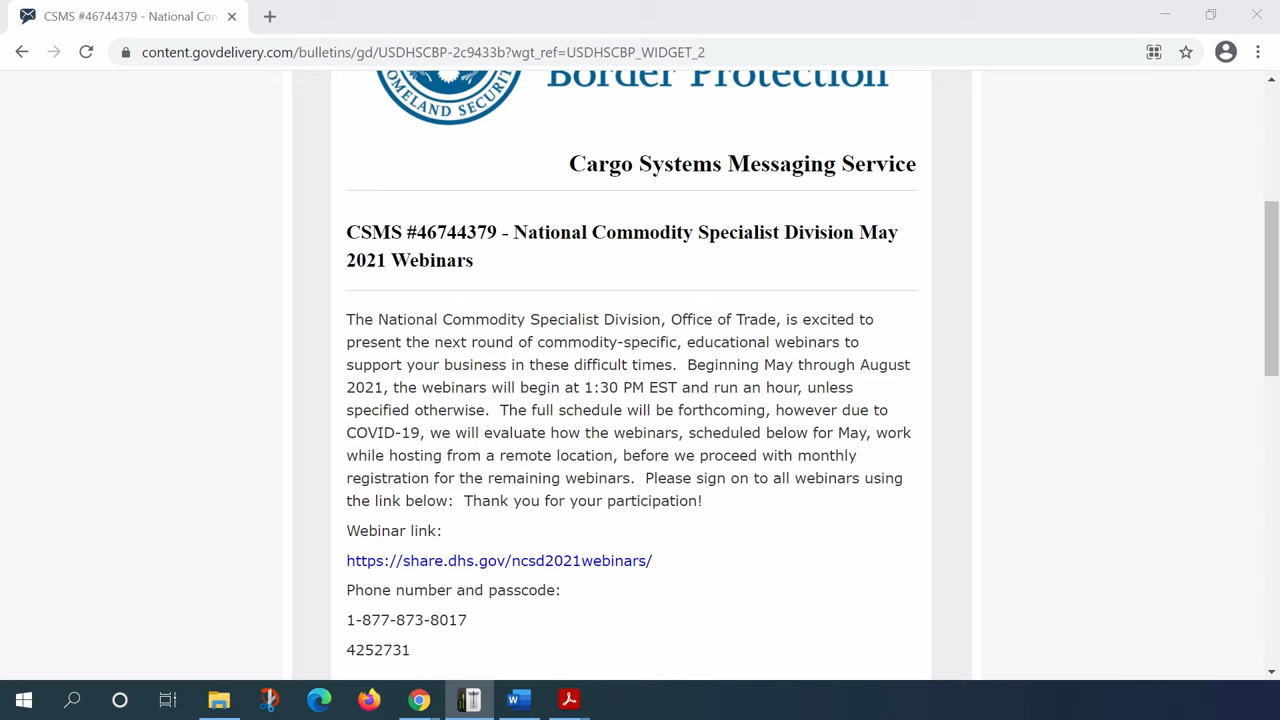 CSMS #46744379 - National Con
content.govdelivery.com/bulletins/gd/USDHSCBP-2c9433b?wgt_ref=USDHSCBP_WIDGET_2
HOMELAND SECURITY
Border Protection
Cargo Systems Messaging Service
CSMS #46744379 - National Commodity Specialist Division May
2021 Webinars
The National Commodity Specialist Division, Office of Trade, is excited to
present the next round of commodity-specific, educational webinars to
support your business in these difficult times.  Beginning May through August
2021, the webinars will begin at 1:30 PM EST and run an hour, unless
specified otherwise.  The full schedule will be forthcoming, however due to
COVID-19, we will evaluate how the webinars, scheduled below for May, work
while hosting from a remote location, before we proceed with monthly
registration for the remaining webinars.  Please sign on to all webinars using
the link below:  Thank you for your participation!
Webinar link:
https://share.dhs.gov/ncsd2021webinars/
Phone number and passcode:
1-877-873-8017
4252731